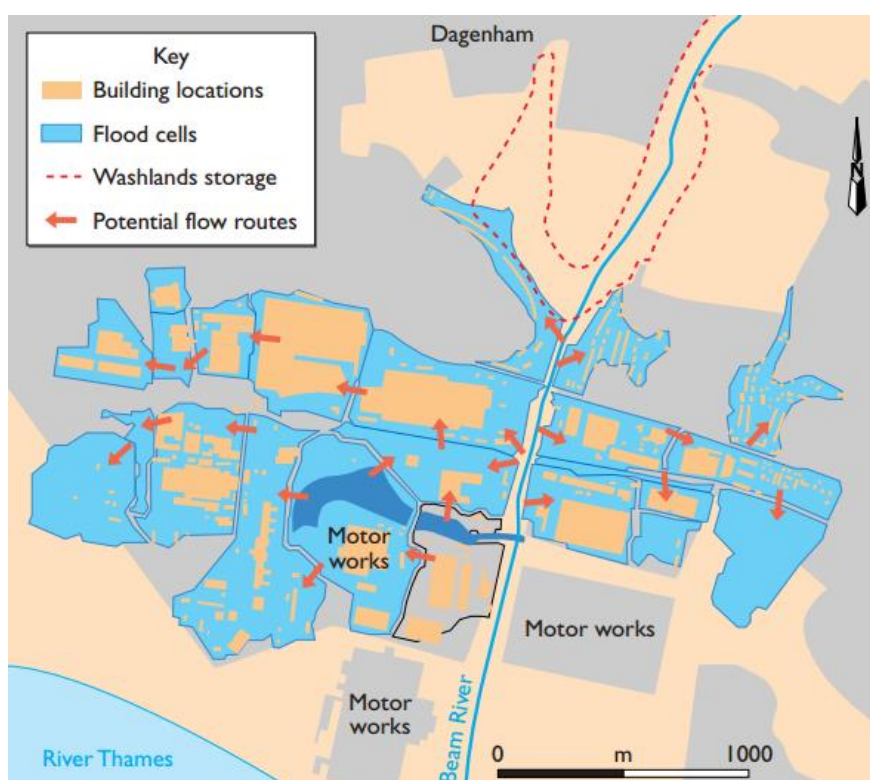 Dagenham
Key
Building locations
Flood cells
Washlands storage
Potential flow routes
N
Motor
works
Motor works
Motor
works
Beam River
River Thames
0 m 1000